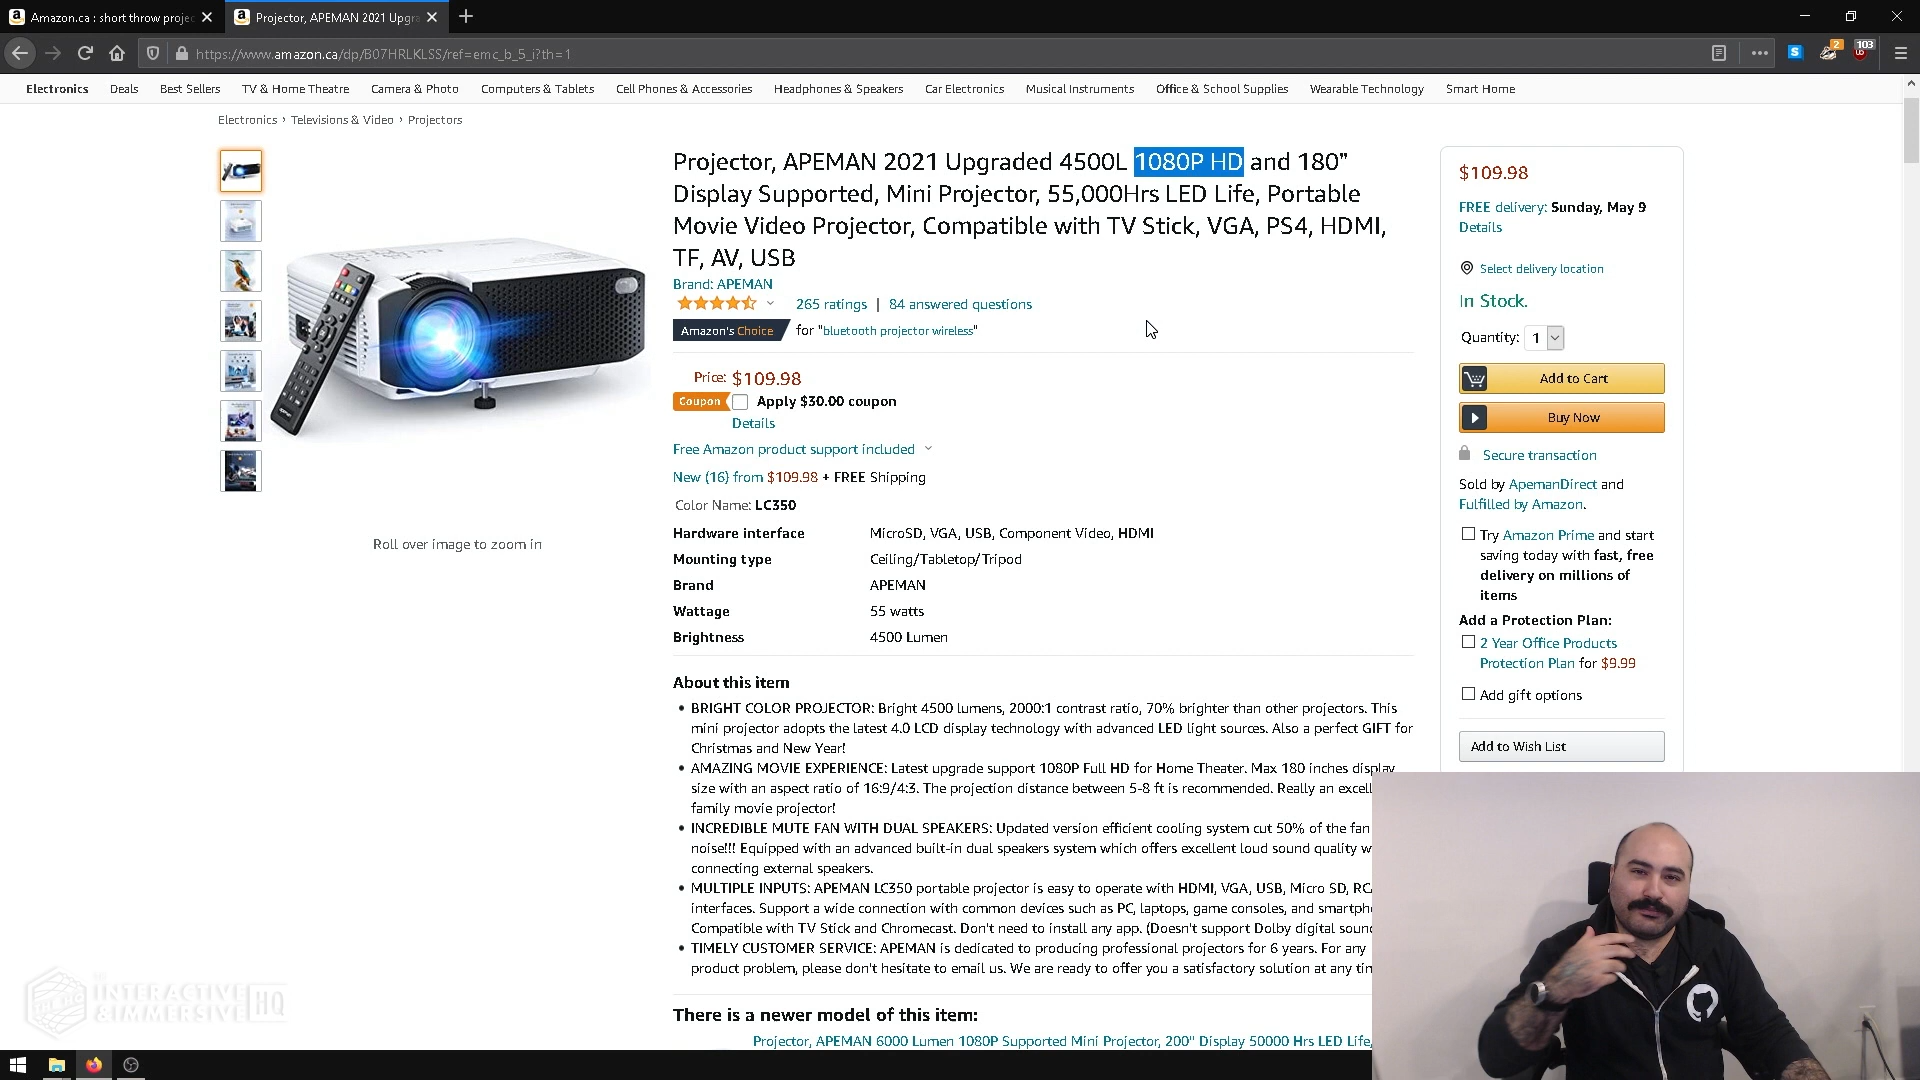 Amazon.ca : short throw projec
Projector, APEMAN 2021 Upgra
https://www.amazon.ca/dp/B07HRLKLSS/ref=emc_b_5_i?th=1
2
103
Electronics Deals Best Sellers TV & Home Theatre Camera & Photo Computers & Tablets Cell Phones & Accessories Headphones & Speakers Car Electronics Musical Instruments Office & School Supplies Wearable Technology Smart Home
Electronics › Televisions & Video › Projectors
Projector, APEMAN 2021 Upgraded 4500L 1080P HD and 180”
Display Supported, Mini Projector, 55,000Hrs LED Life, Portable
Movie Video Projector, Compatible with TV Stick, VGA, PS4, HDMI,
TF, AV, USB
Brand: APEMAN
265 ratings | 84 answered questions
Amazon's Choice for "bluetooth projector wireless"
Price: $109.98
Coupon Apply $30.00 coupon
Details
Free Amazon product support included
New (16) from $109.98 + FREE Shipping
Color Name: LC350
Hardware interface MicroSD, VGA, USB, Component Video, HDMI
Mounting type Ceiling/Tabletop/Tripod
Brand APEMAN
Wattage 55 watts
Brightness 4500 Lumen
Roll over image to zoom in
About this item
• BRIGHT COLOR PROJECTOR: Bright 4500 lumens, 2000:1 contrast ratio, 70% brighter than other projectors. This
mini projector adopts the latest 4.0 LCD display technology with advanced LED light sources. Also a perfect GIFT for
Christmas and New Year!
• AMAZING MOVIE EXPERIENCE: Latest upgrade support 1080P Full HD for Home Theater. Max 180 inches display
size with an aspect ratio of 16:9/4:3. The projection distance between 5-8 ft is recommended. Really an excell
family movie projector!
• INCREDIBLE MUTE FAN WITH DUAL SPEAKERS: Updated version efficient cooling system cut 50% of the fan
noise!!! Equipped with an advanced built-in dual speakers system which offers excellent loud sound quality w
connecting external speakers.
• MULTIPLE INPUTS: APEMAN LC350 portable projector is easy to operate with HDMI, VGA, USB, Micro SD, RC
interfaces. Support a wide connection with common devices such as PC, laptops, game consoles, and smartph
Compatible with TV Stick and Chromecast. Don't need to install any app. (Doesn't support Dolby digital soun
• TIMELY CUSTOMER SERVICE: APEMAN is dedicated to producing professional projectors for 6 years. For any
product problem, please don't hesitate to email us. We are ready to offer you a satisfactory solution at any tin
There is a newer model of this item:
Projector, APEMAN 6000 Lumen 1080P Supported Mini Projector, 200" Display 50000 Hrs LED Life,
$109.98
FREE delivery: Sunday, May 9
Details
Select delivery location
In Stock.
Quantity: 1
Add to Cart
Buy Now
Secure transaction
Sold by ApemanDirect and
Fulfilled by Amazon.
Try Amazon Prime and start
saving today with fast, free
delivery on millions of
items
Add a Protection Plan:
2 Year Office Products
Protection Plan for $9.99
Add gift options
Add to Wish List
INTERACTIVE
& IMMERSIVE HQ